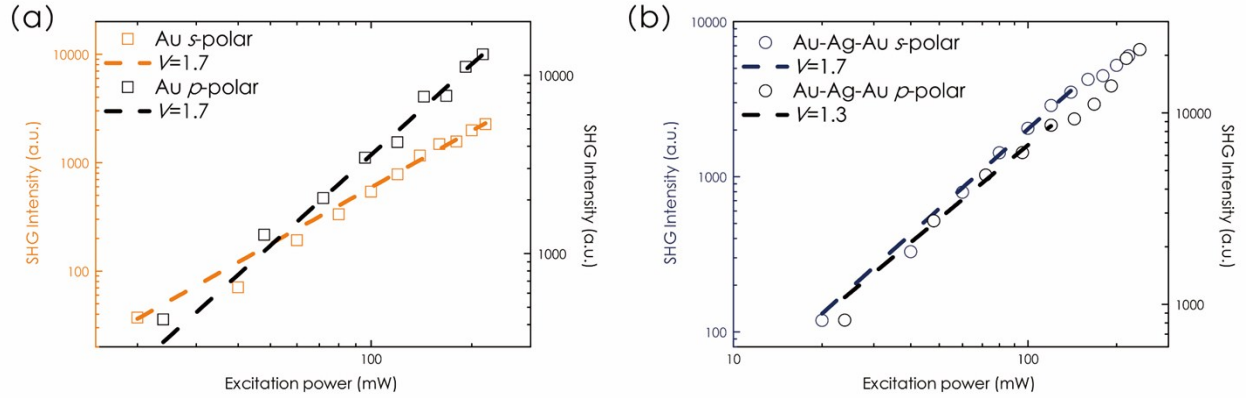 (a)
Au s-polar
V=1.7
Au p-polar
V=1.7
10000
1000
100
SHG Intensity (a.u.)
10000
1000
SHG Intensity (a.u.)
100
Excitation power (mW)
(b)
Au-Ag-Au s-polar
V=1.7
Au-Ag-Au p-polar
V=1.3
10000
1000
100
SHG Intensity (a.u.)
10000
1000
SHG Intensity (a.u.)
10
100
Excitation power (mW)